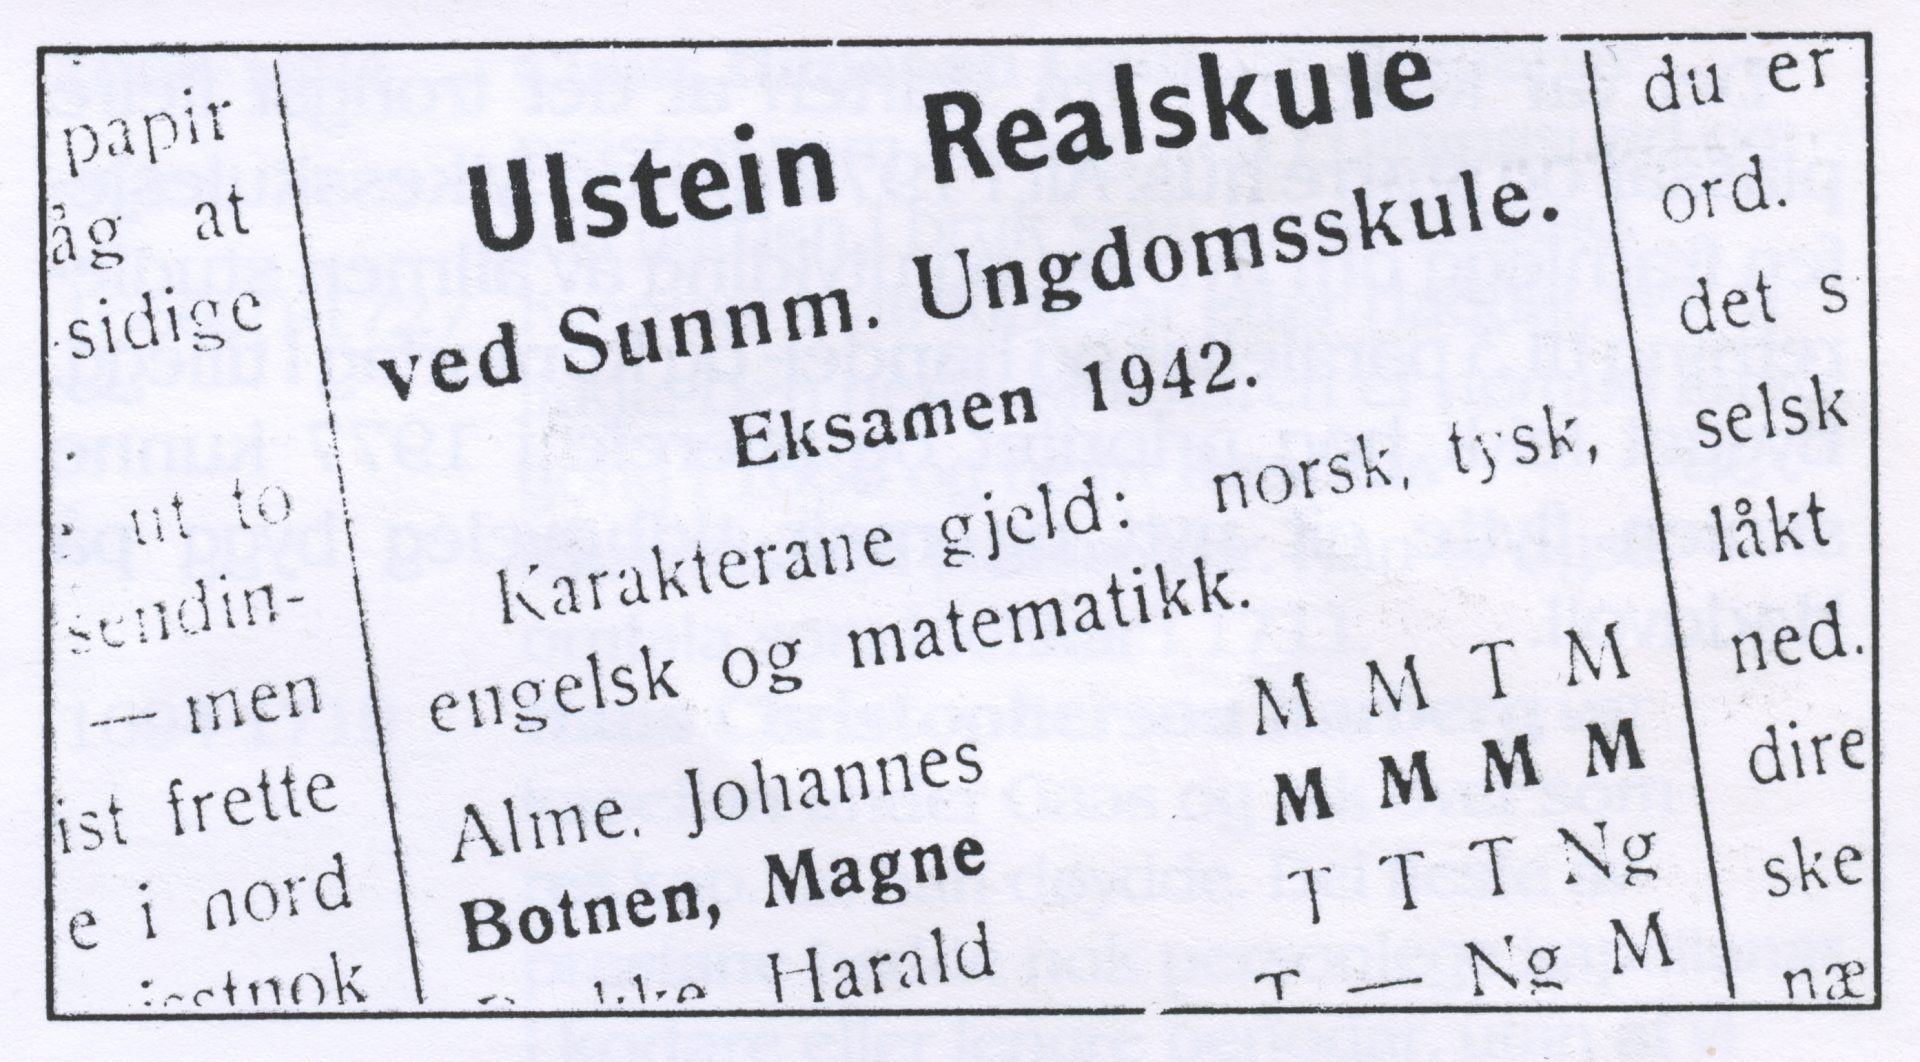 papir
åg at
sidige
ut to
sendin-
— men
ist frette
e i nord
Ulstein Realskule
ved Sunnm. Ungdomsskule.
Eksamen 1942.
Karakterane gjeld: norsk, tysk,
engelsk og matematikk.
Alme, Johannes M M T M
Botnen, Magne M M M M
Harald T T T Ng
T — Ng M
du er
ord.
det s
selsk
låkt
ned.
dire
ske
næ